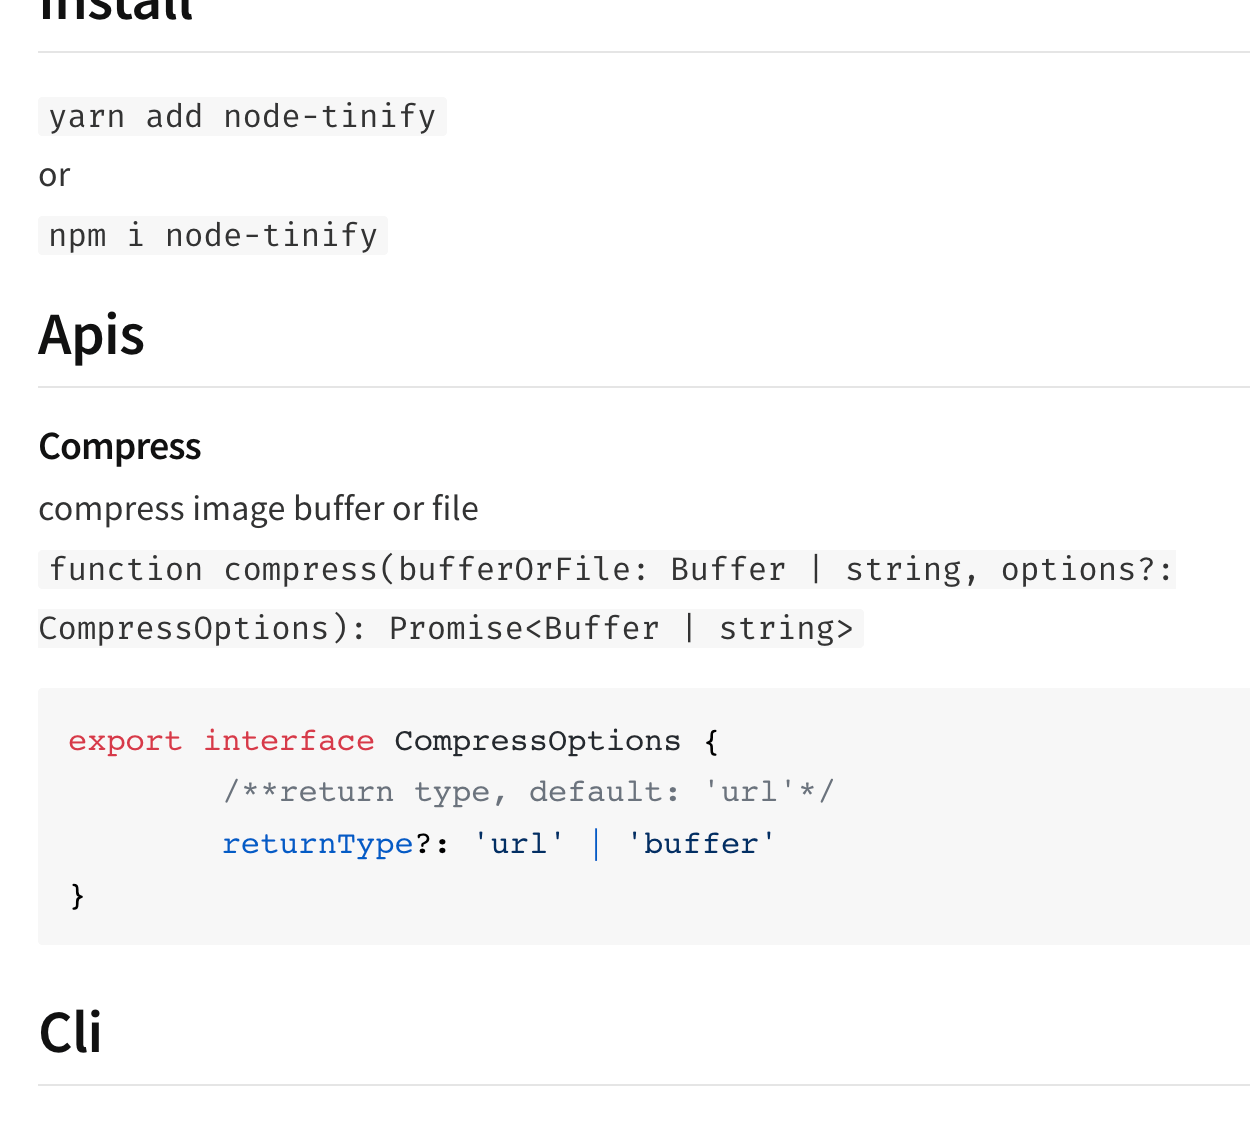 Install
yarn add node-tinify
or
npm i node-tinify
Apis
Compress
compress image buffer or file
function compress(bufferOrFile: Buffer | string, options?:
CompressOptions): Promise<Buffer | string>
export interface CompressOptions {
/**return type, default: 'url'*/
returnType?: 'url' | 'buffer'
}
Cli